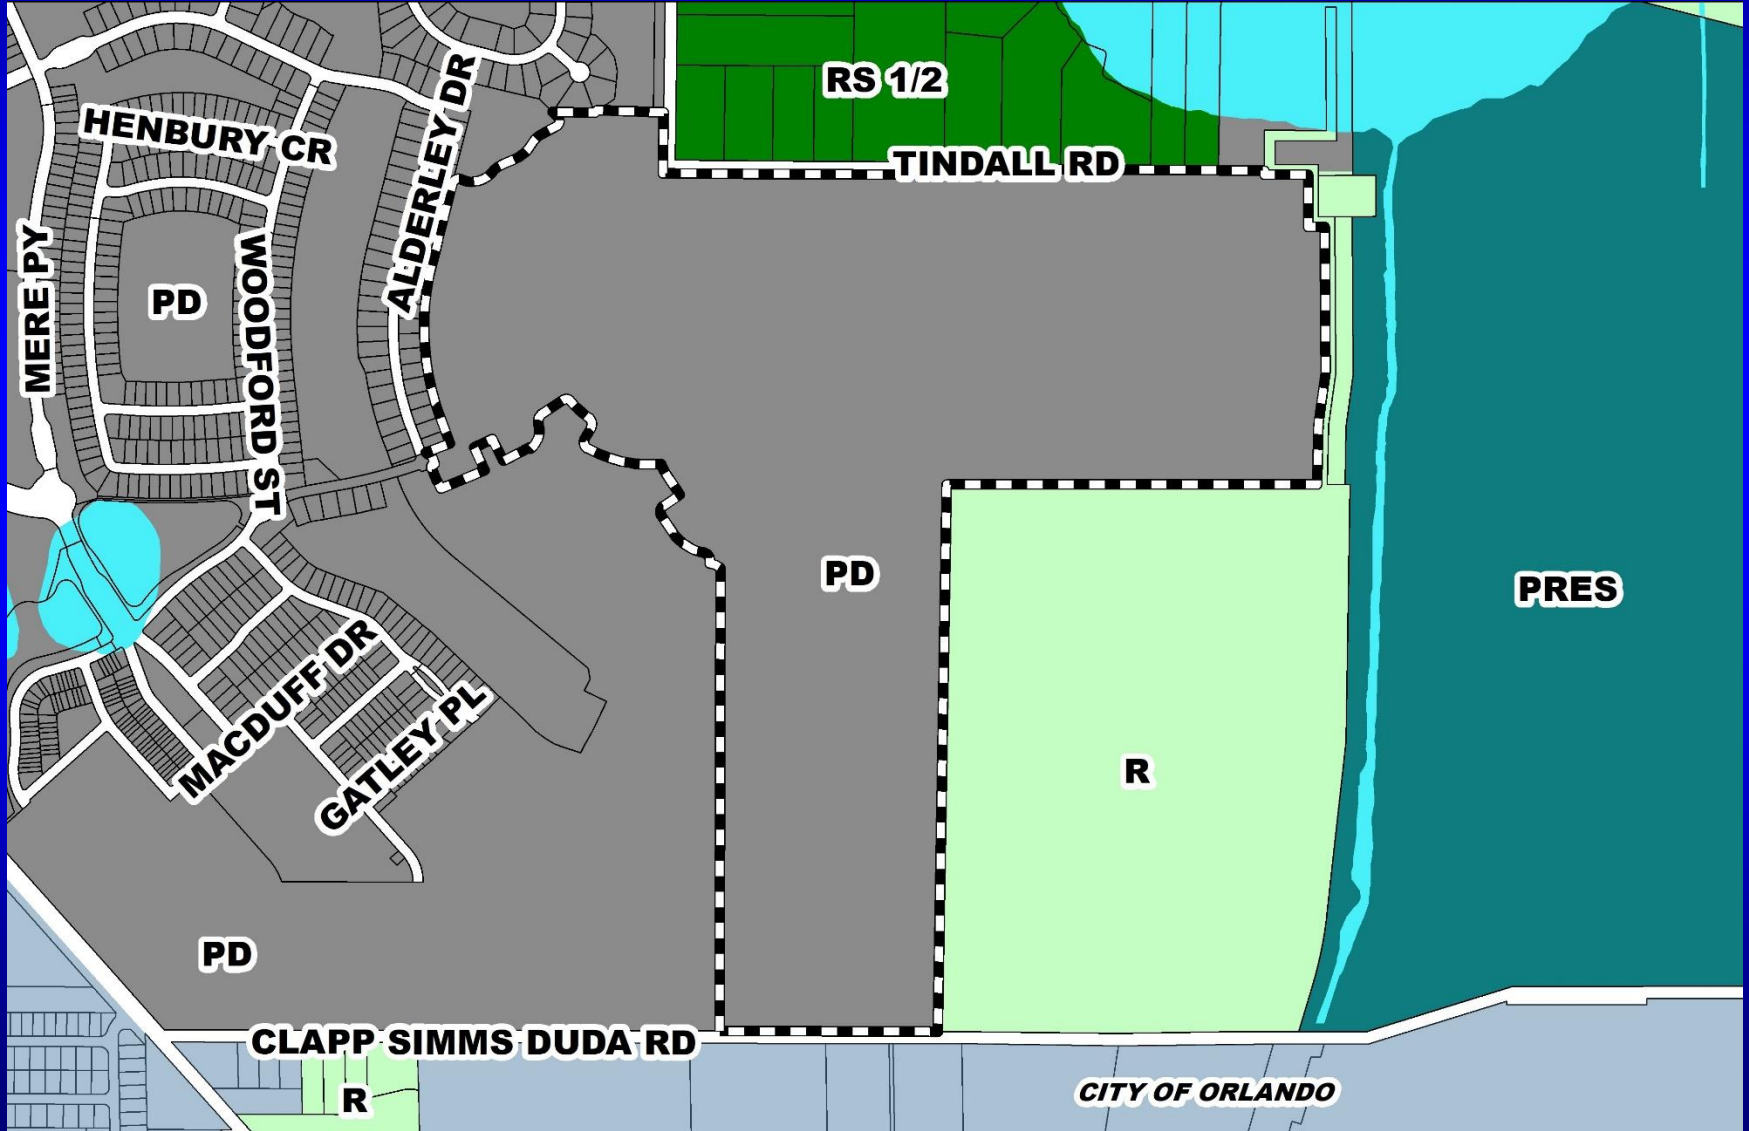 RS 1/2
HENBURY CR
ALDERLEY DR
TINDALL RD
MERE PY
WOODFORD ST
PD
PD
PRES
MACDUFF DR
GATLEY PL
R
PD
CLAPP SIMMS DUDA RD
R
CITY OF ORLANDO